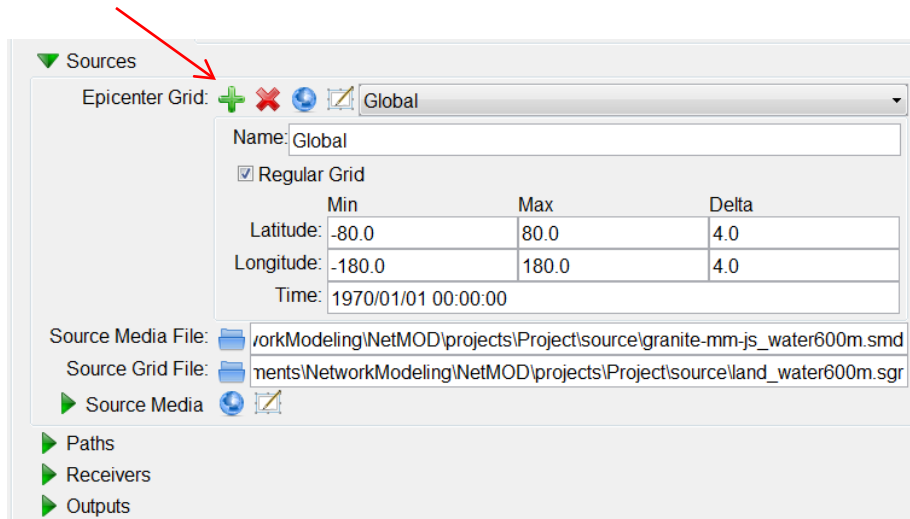 Sources
Epicenter Grid: Global
Name: Global
Regular Grid
Min Max Delta
Latitude: -80.0 80.0 4.0
Longitude: -180.0 180.0 4.0
Time: 1970/01/01 00:00:00
Source Media File: /orkModeling\NetMOD\projects\Project\source\granite-mm-js_water600m.smd
Source Grid File: ments\NetworkModeling\NetMOD\projects\Project\source\land_water600m.sgr
Source Media
Paths
Receivers
Outputs